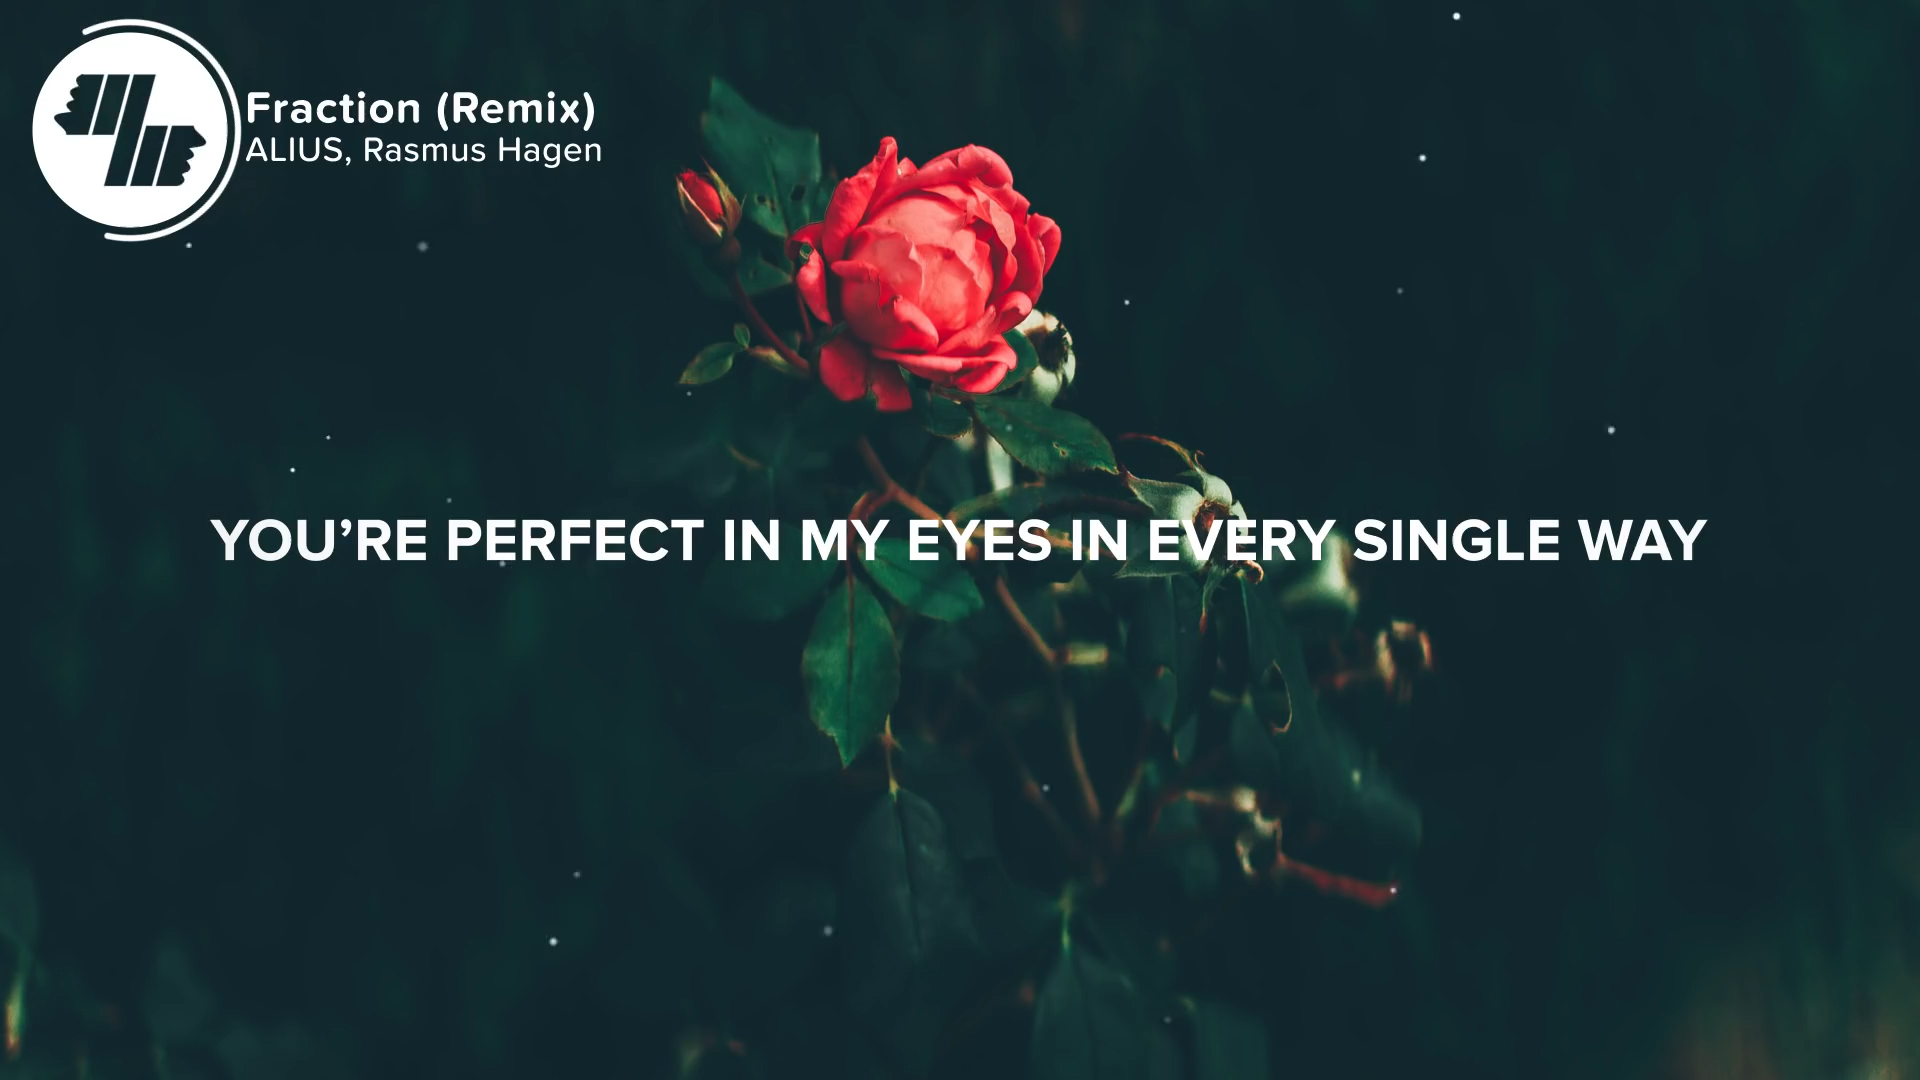 Fraction (Remix)
ALIUS, Rasmus Hagen
YOU’RE PERFECT IN MY EYES IN EVERY SINGLE WAY